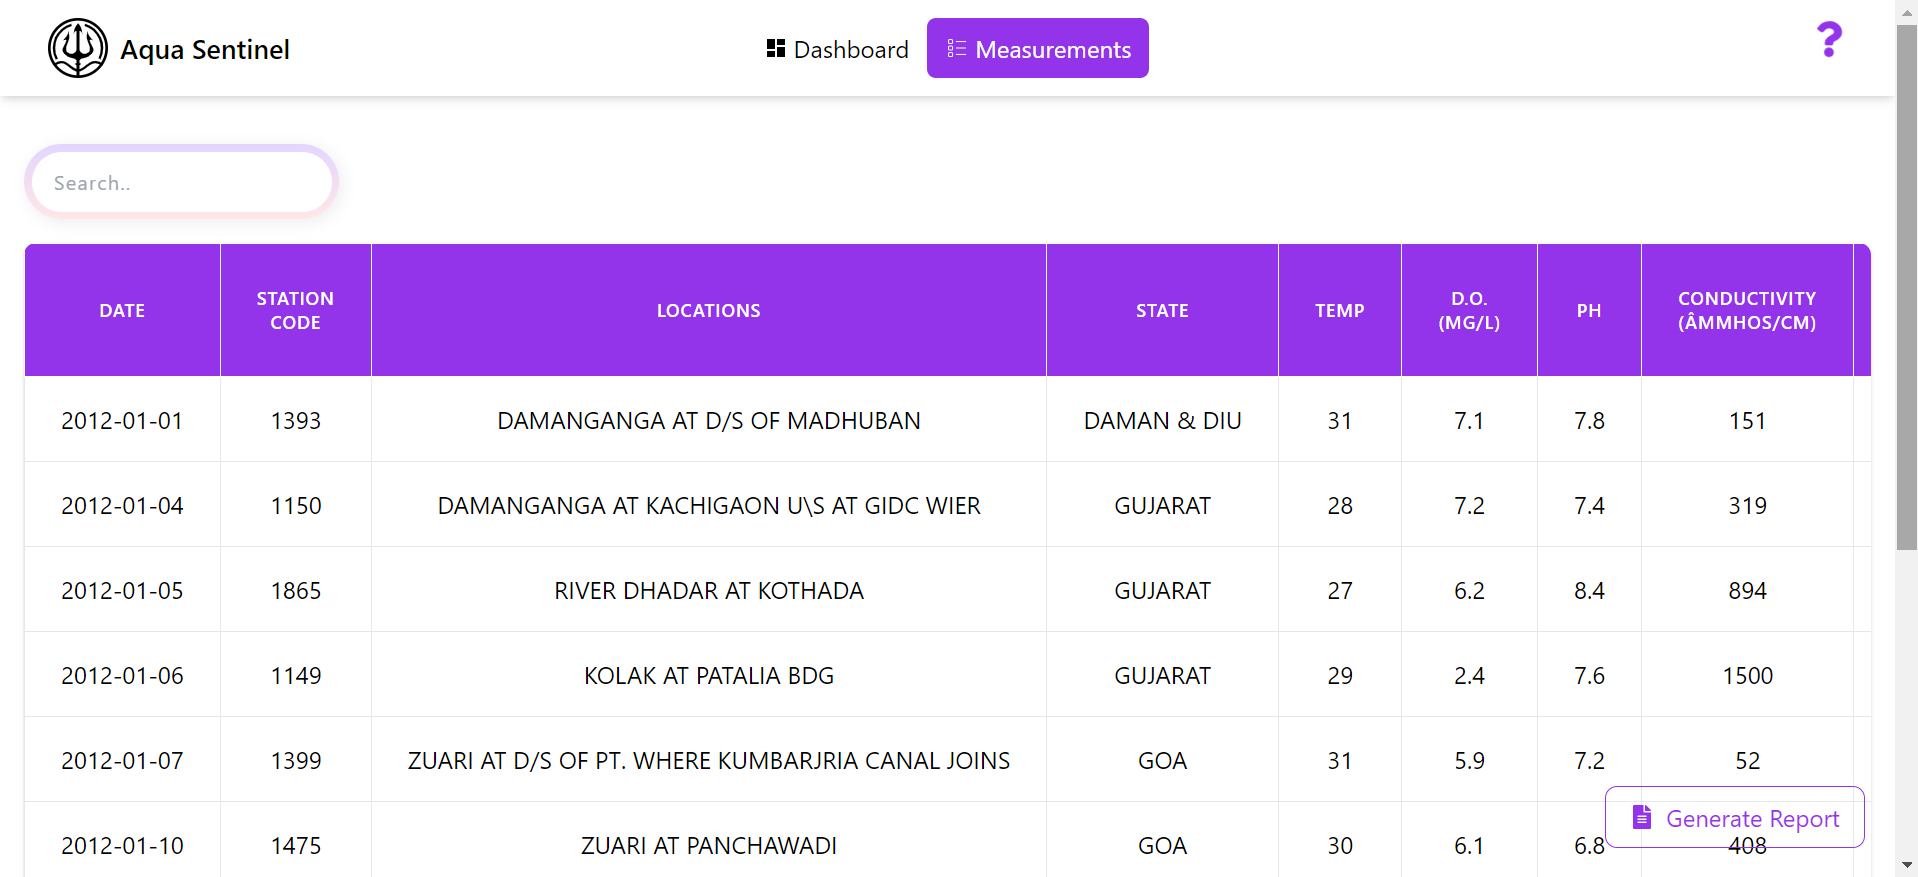 Aqua Sentinel
Dashboard
Measurements
?
Search..
DATE
STATION
CODE
LOCATIONS
STATE
TEMP
D.O.
(MG/L)
PH
CONDUCTIVITY
(ÂΜMHOS/CM)
2012-01-01 1393 DAMANGANGA AT D/S OF MADHUBAN DAMAN & DIU 31 7.1 7.8 151
2012-01-04 1150 DAMANGANGA AT KACHIGAON U\S AT GIDC WIER GUJARAT 28 7.2 7.4 319
2012-01-05 1865 RIVER DHADAR AT KOTHADA GUJARAT 27 6.2 8.4 894
2012-01-06 1149 KOLAK AT PATALIA BDG GUJARAT 29 2.4 7.6 1500
2012-01-07 1399 ZUARI AT D/S OF PT. WHERE KUMBARJRIA CANAL JOINS GOA 31 5.9 7.2 52
Generate Report
2012-01-10 1475 ZUARI AT PANCHAWADI GOA 30 6.1 6.8 408